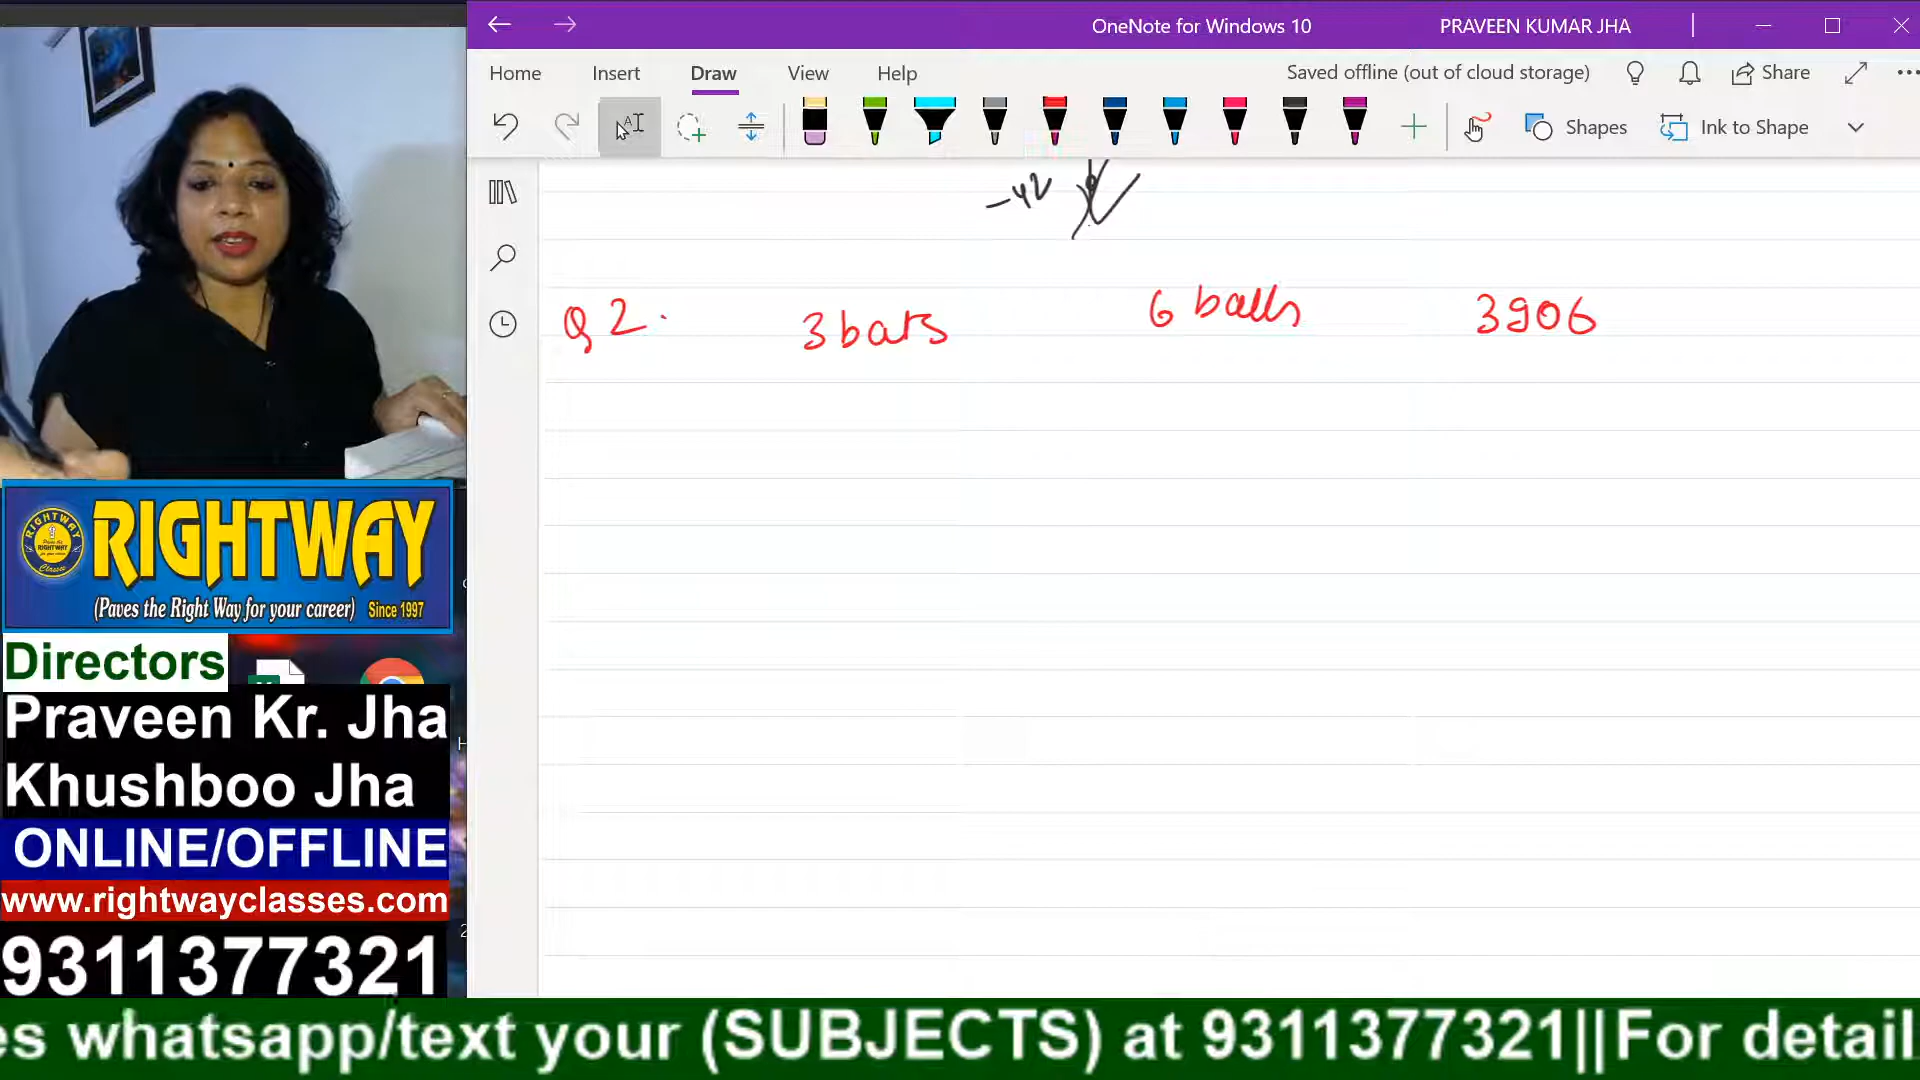 OneNote for Windows 10
PRAVEEN KUMAR JHA
Home Insert Draw View Help
Saved offline (out of cloud storage)
Share
Shapes
Ink to Shape
-42
Q 2. 3 bats 6 balls 3906
RIGHTWAY
RIGHTWAY
Classes
(Paves the Right Way for your career) Since 1997
Directors
Praveen Kr. Jha
Khushboo Jha
ONLINE/OFFLINE
www.rightwayclasses.com
9311377321
es whatsapp/text your (SUBJECTS) at 9311377321||For detail